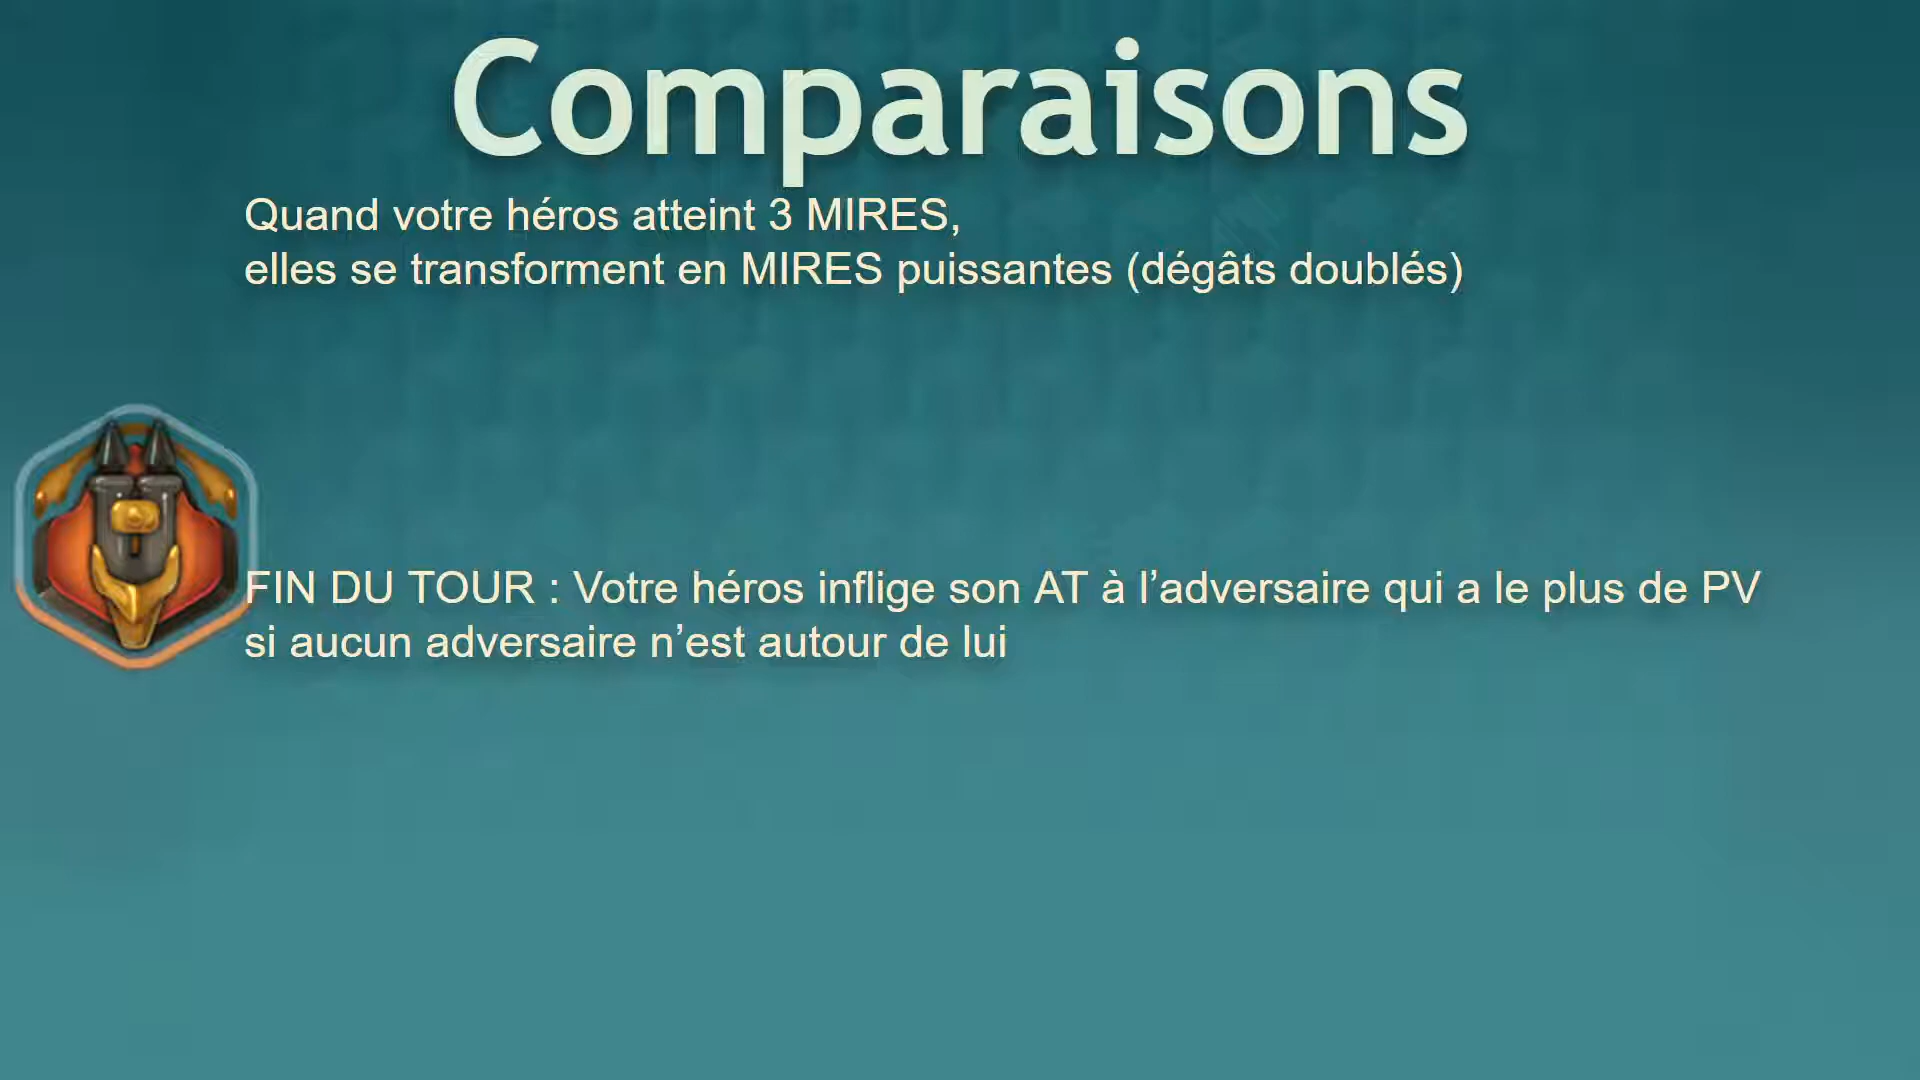 Comparaisons
Quand votre héros atteint 3 MIRES,
elles se transforment en MIRES puissantes (dégâts doublés)
FIN DU TOUR : Votre héros inflige son AT à l’adversaire qui a le plus de PV
si aucun adversaire n’est autour de lui